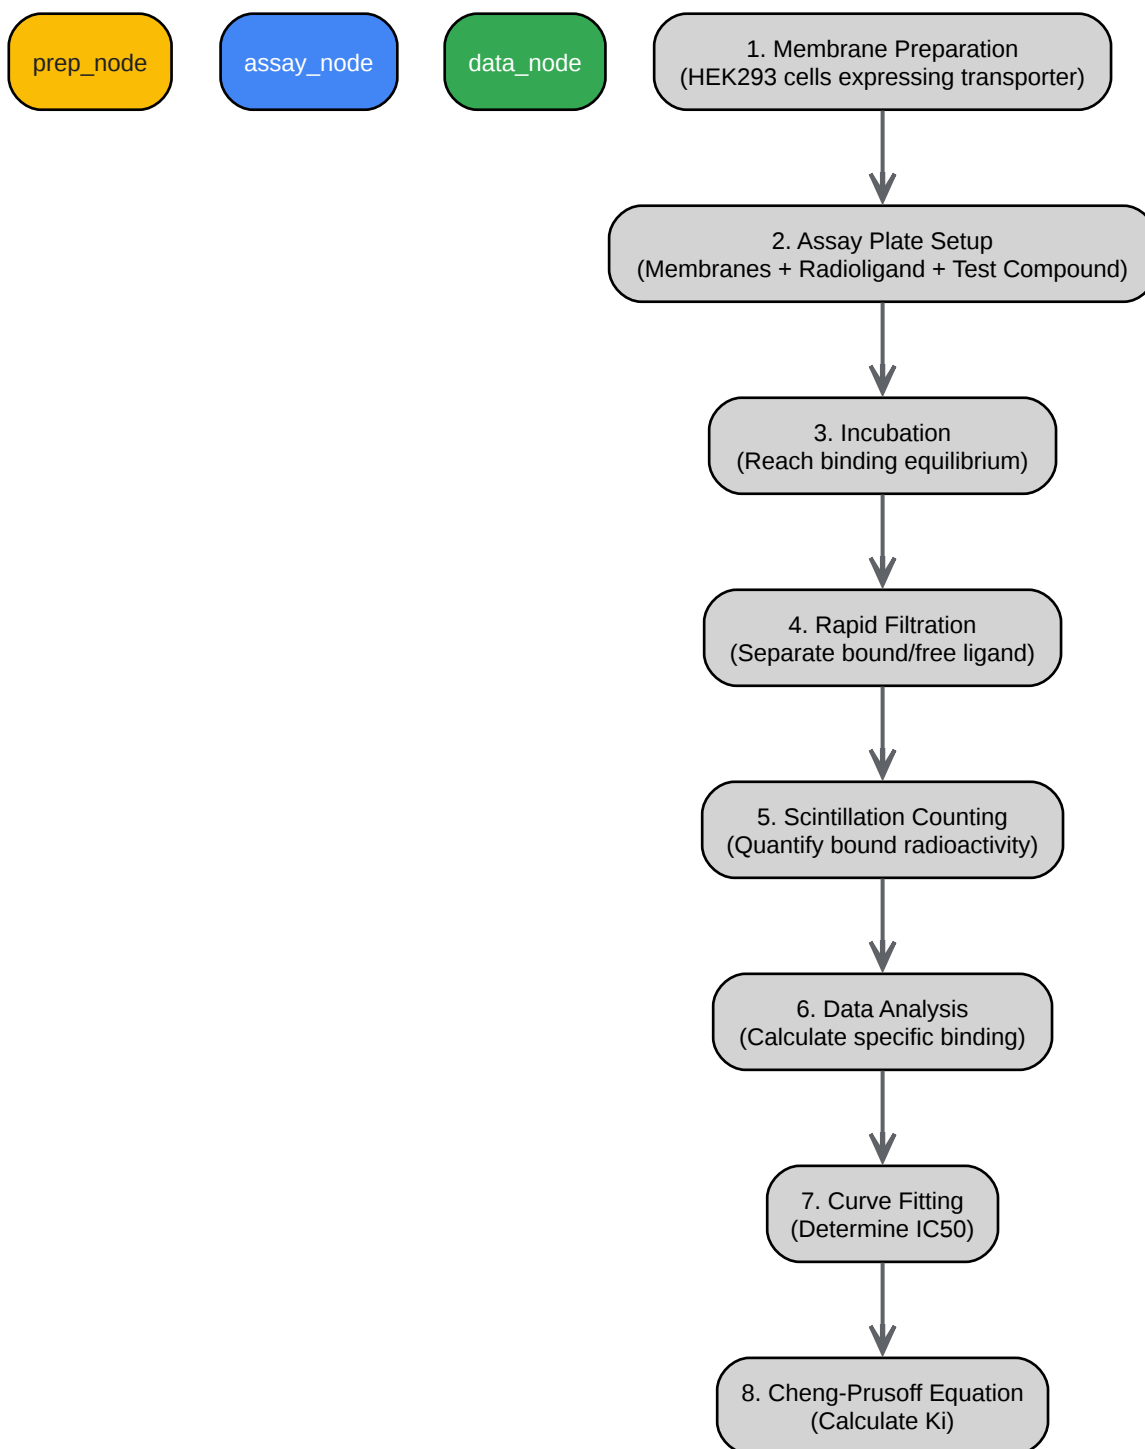 prep_node
assay_node
data_node
1. Membrane Preparation
(HEK293 cells expressing transporter)
2. Assay Plate Setup
(Membranes + Radioligand + Test Compound)
3. Incubation
(Reach binding equilibrium)
4. Rapid Filtration
(Separate bound/free ligand)
5. Scintillation Counting
(Quantify bound radioactivity)
6. Data Analysis
(Calculate specific binding)
7. Curve Fitting
(Determine IC50)
8. Cheng-Prusoff Equation
(Calculate Ki)